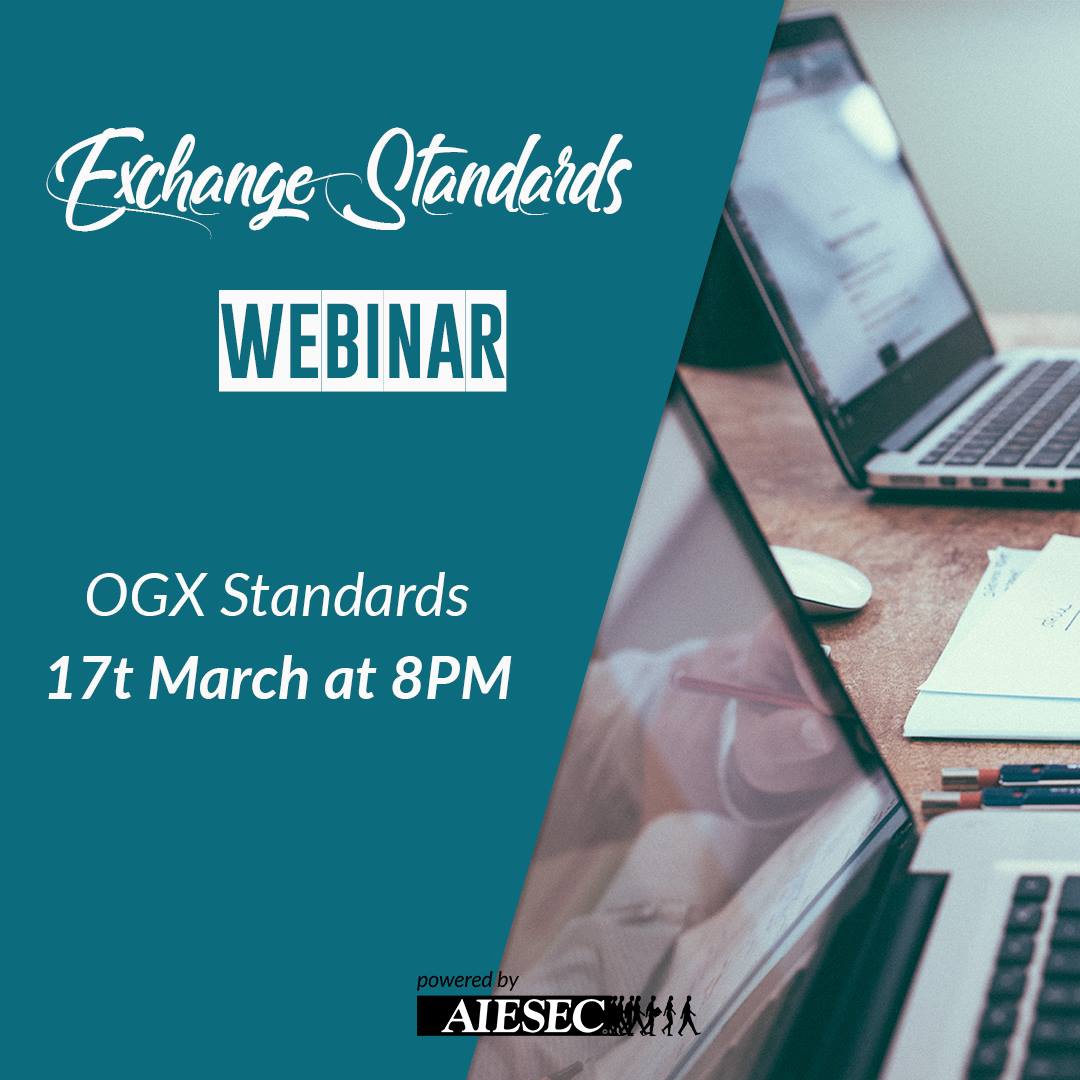 Exchange Standards
WEBINAR
OGX Standards
17t March at 8PM
powered by
AIESEC